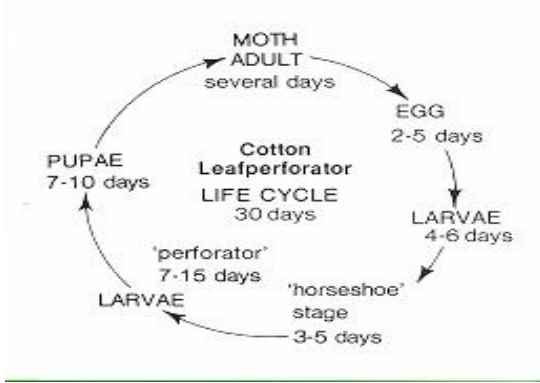 MOTH
ADULT
several days
EGG
2-5 days
LARVAE
4-6 days
'horseshoe'
stage
3-5 days
'perforator'
7-15 days
LARVAE
PUPAE
7-10 days
Cotton
Leafperforator
LIFE CYCLE
30 days